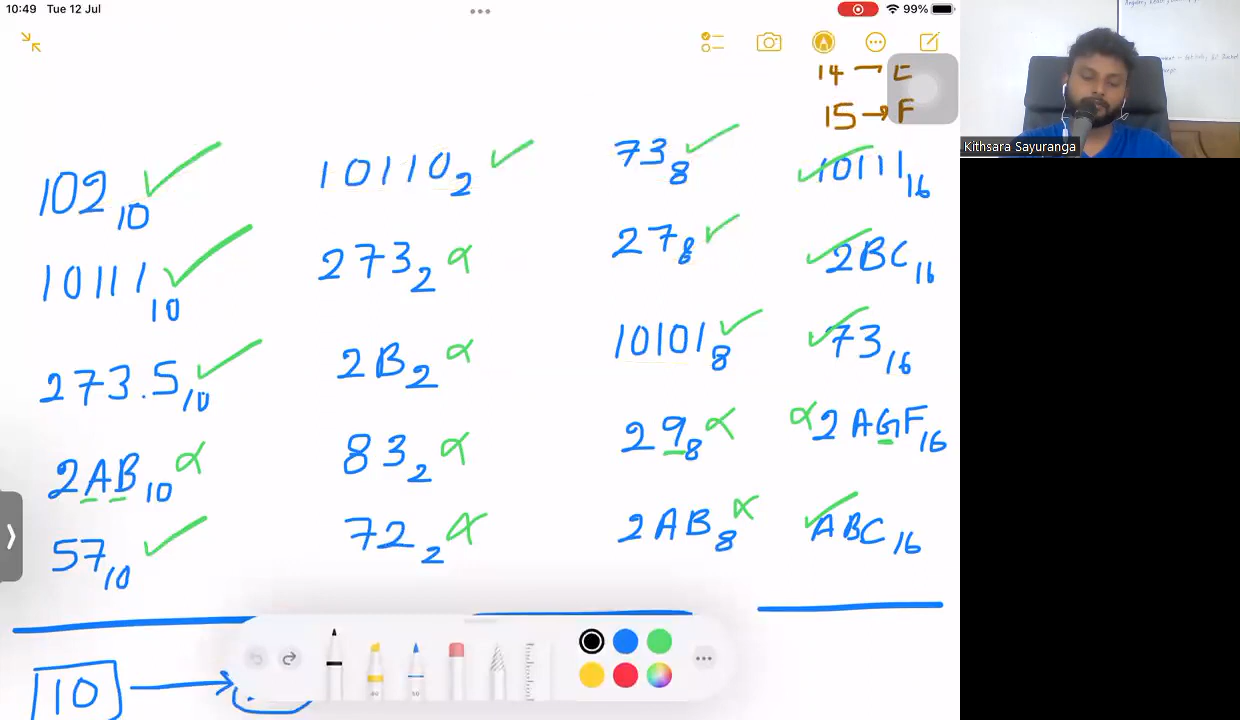 10:49 Tue 12 Jul
99%
14 → E
15 → F
Kithsara Sayuranga
102₁₀ ✓
10111₁₀ ✓
273.5₁₀ ✓
2AB₁₀ ✗
57₁₀ ✓
10110₂ ✓
273₂ ✗
2B₂ ✗
83₂ ✗
72₂ ✗
73₈ ✓
27₈ ✓
10101₈ ✓
29₈ ✗
2AB₈ ✗
✓ 10111₁₆
✓ 2BC₁₆
✓ 73₁₆
✗ 2AGF₁₆
✓ ABC₁₆
10 →